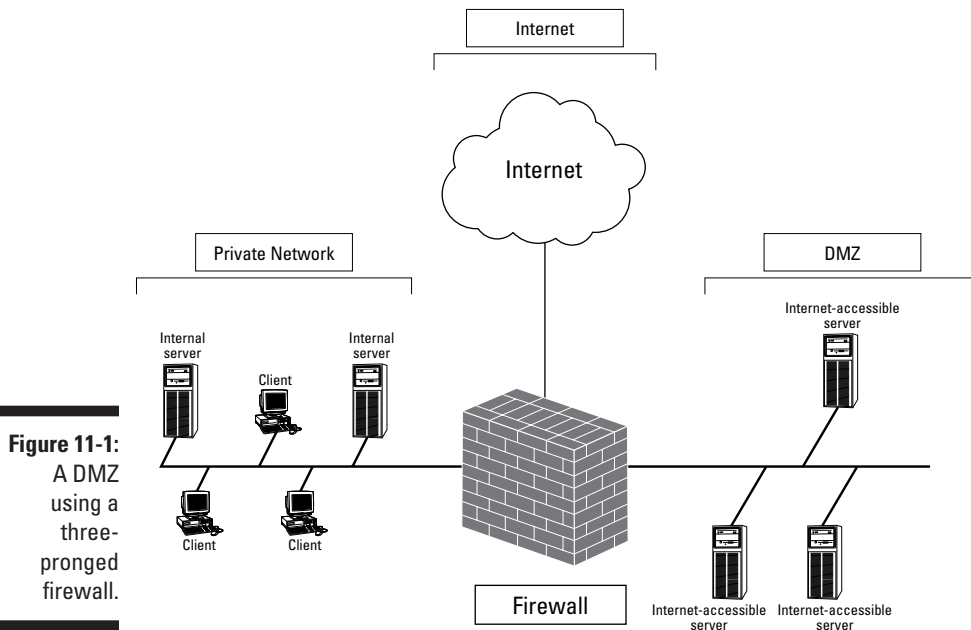 Internet
Internet
Private Network
DMZ
Internet-accessible
server
Internal
server
Internal
server
Client
Figure 11-1:
A DMZ
using a
three-
pronged
firewall.
Client
Client
Firewall
Internet-accessible
server
Internet-accessible
server